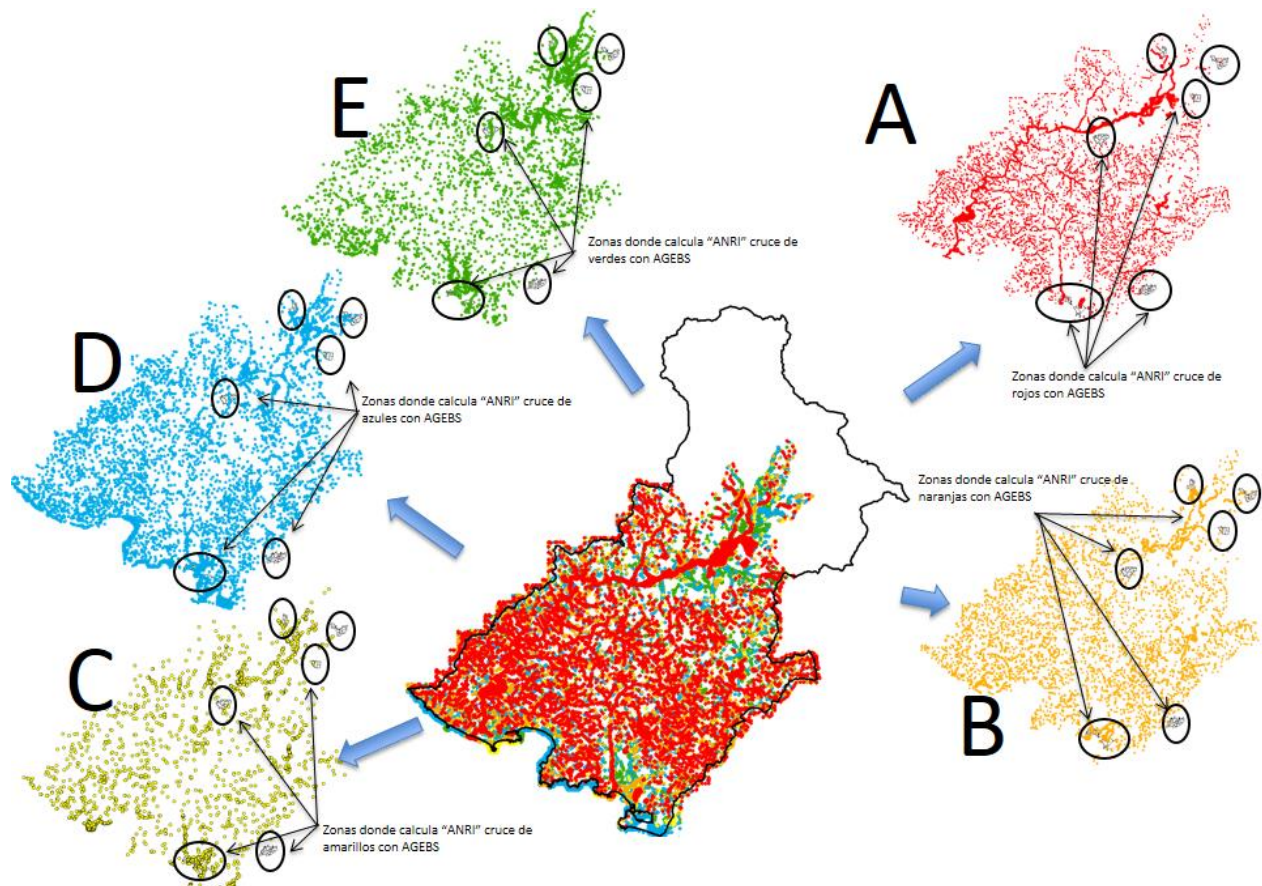 E
A
Zonas donde calcula “ANRI” cruce de
verdes con AGEBS
D
Zonas donde calcula “ANRI” cruce de
rojos con AGEBS
Zonas donde calcula “ANRI” cruce de
azules con AGEBS
Zonas donde calcula “ANRI” cruce de
naranjas con AGEBS
C
B
Zonas donde calcula “ANRI” cruce de
amarillos con AGEBS